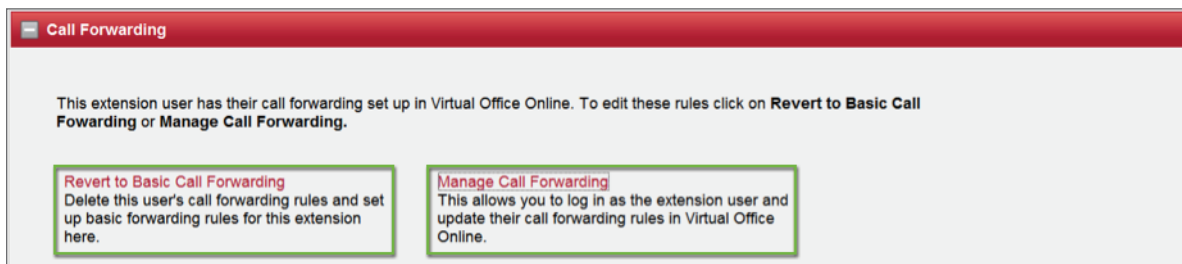 Call Forwarding
This extension user has their call forwarding set up in Virtual Office Online. To edit these rules click on Revert to Basic Call
Fowarding or Manage Call Forwarding.
Revert to Basic Call Forwarding
Delete this user's call forwarding rules and set
up basic forwarding rules for this extension
here.
Manage Call Forwarding
This allows you to log in as the extension user and
update their call forwarding rules in Virtual Office
Online.